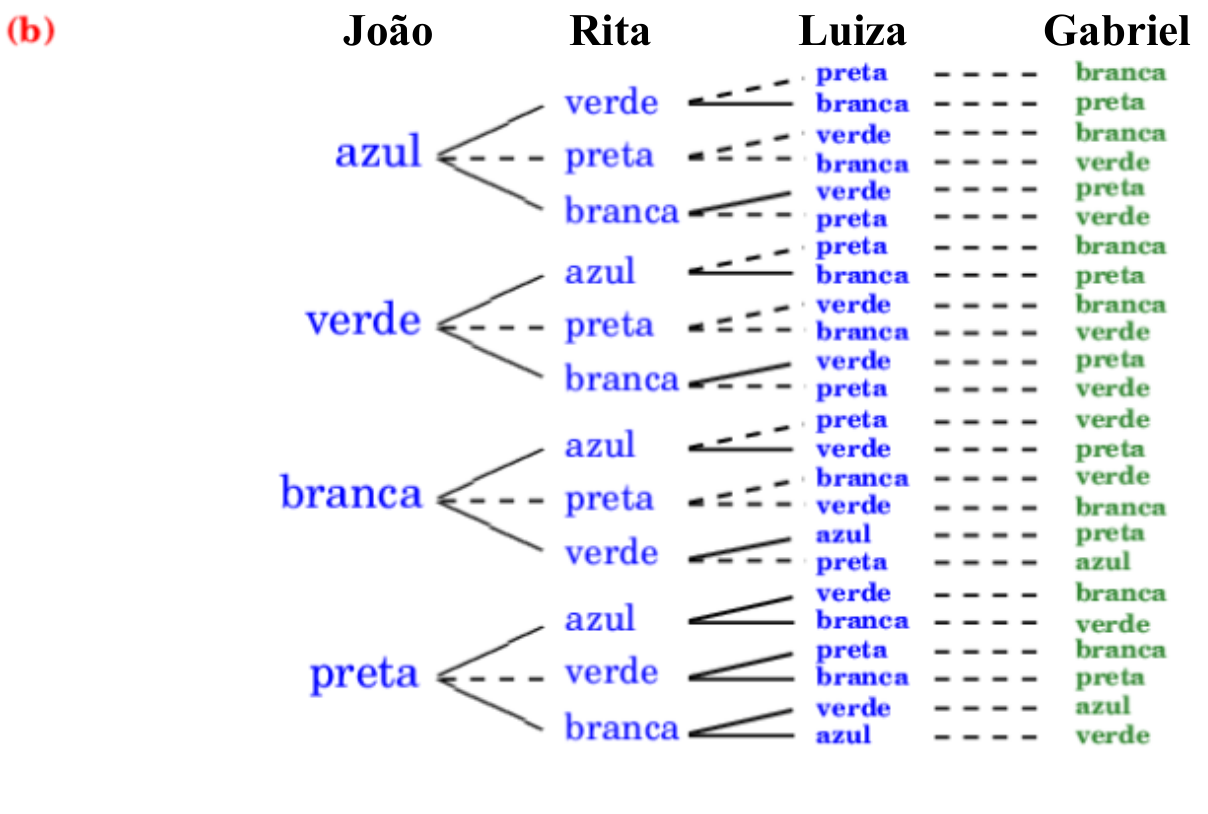 (b) João Rita Luiza Gabriel
preta branca
verde branca preta
azul preta verde branca
branca verde
branca verde preta
preta verde
azul preta branca
branca preta
verde preta verde branca
branca verde
branca verde preta
preta verde
azul preta verde
verde preta
branca preta branca verde
verde branca
verde azul preta
preta azul
azul verde branca
branca verde
preta verde preta branca
branca preta
branca verde azul
azul verde